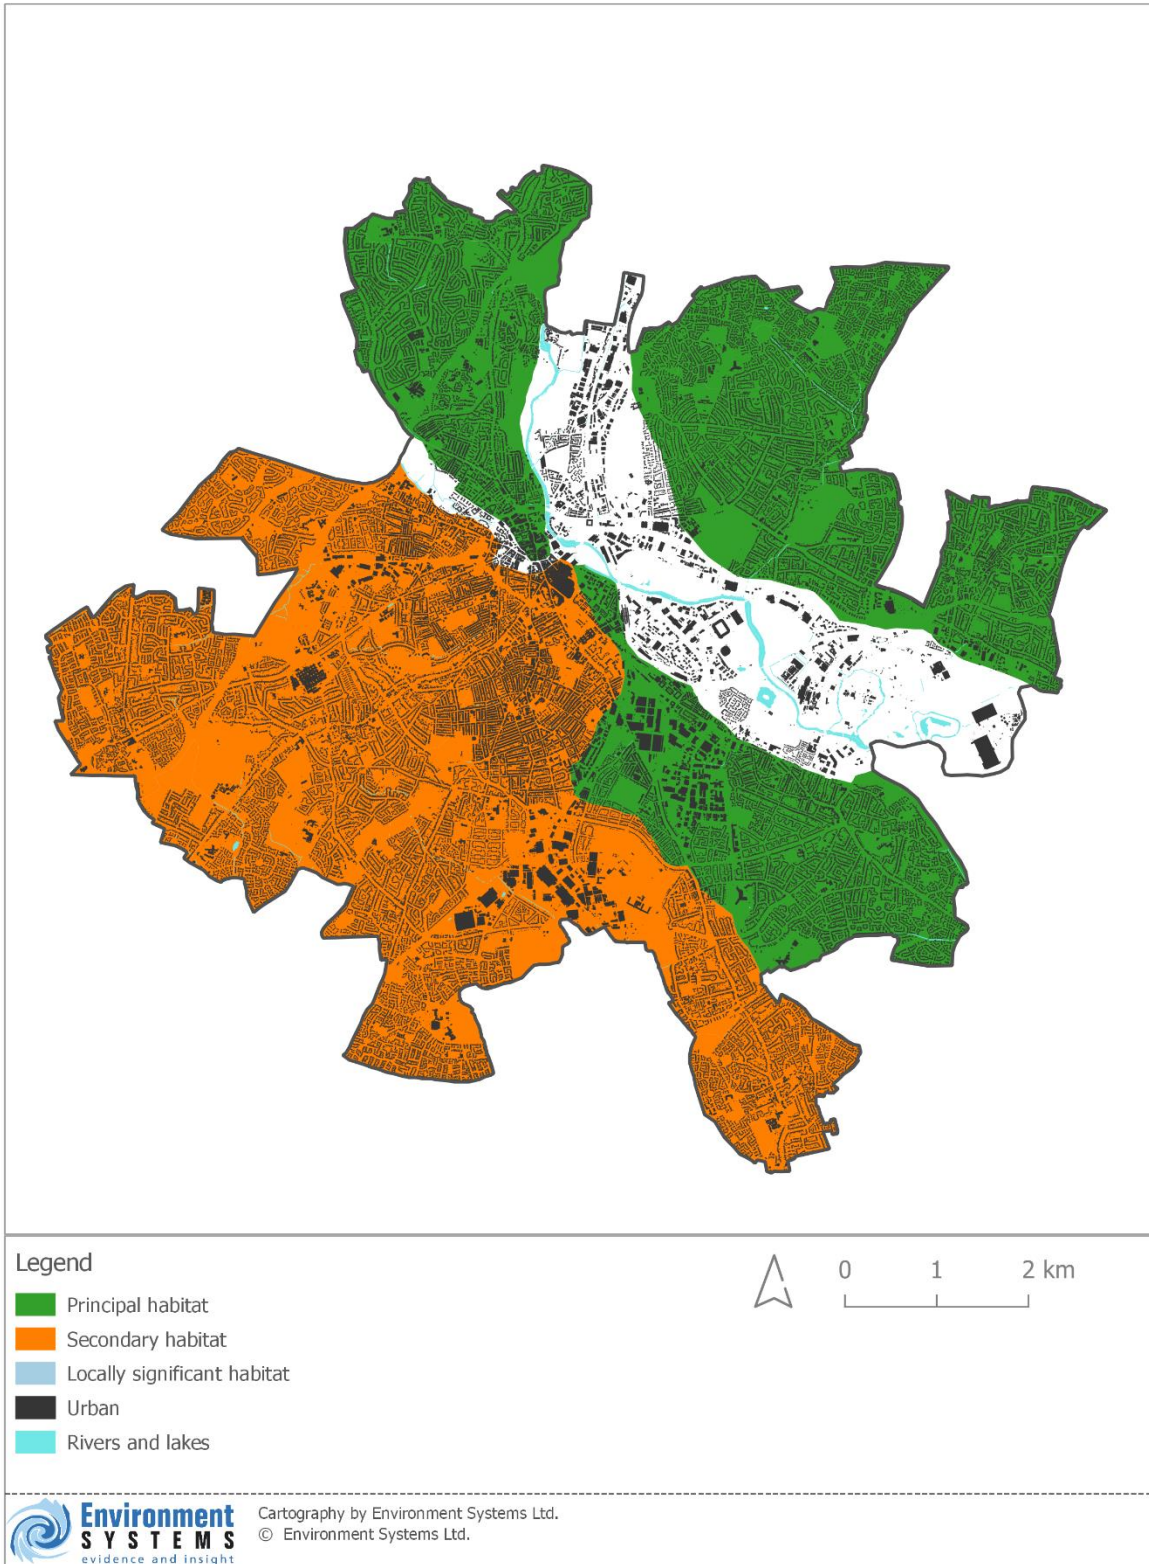 Legend
Principal habitat
Secondary habitat
Locally significant habitat
Urban
Rivers and lakes
0 1 2 km
Environment
SYSTEMS
evidence and insight
Cartography by Environment Systems Ltd.
© Environment Systems Ltd.